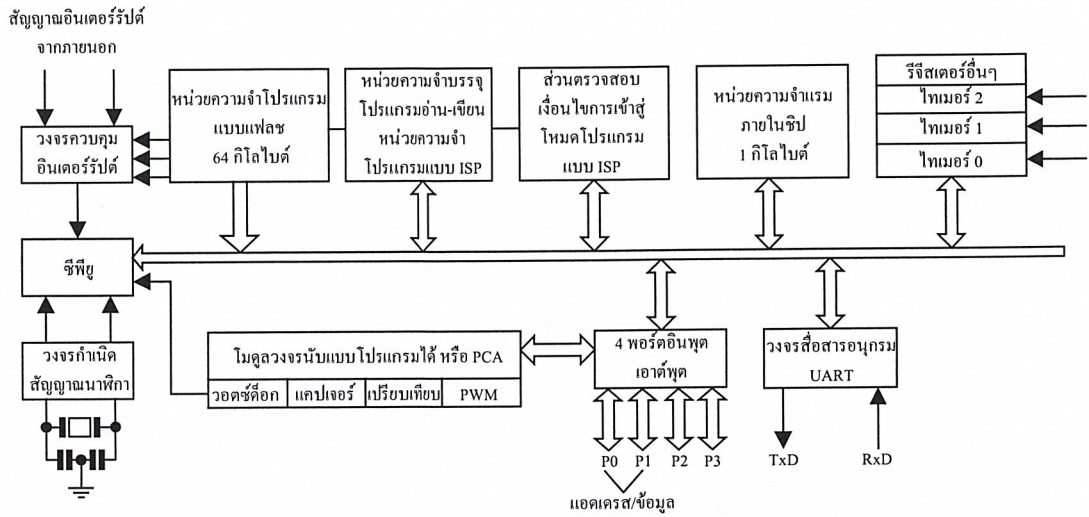 สัญญาณอินเตอร์รัปต์
จากภายนอก
วงจรควบคุม
อินเตอร์รัปต์
หน่วยความจำโปรแกรม
แบบแฟลช
64 กิโลไบต์
หน่วยความจำบรรจุ
โปรแกรมอ่าน-เขียน
หน่วยความจำ
โปรแกรมแบบ ISP
ส่วนตรวจสอบ
เงื่อนไขการเข้าสู่
โหมดโปรแกรม
แบบ ISP
หน่วยความจำแรม
ภายในชิป
1 กิโลไบต์
รีจีสเตอร์อื่นๆ
ไทเมอร์ 2
ไทเมอร์ 1
ไทเมอร์ 0
ซีพียู
วงจรกำเนิด
สัญญาณนาฬิกา
โมดูลวงจรนับแบบโปรแกรมได้ หรือ PCA
วอตช์ด็อก แคปเจอร์ เปรียบเทียบ PWM
4 พอร์ตอินพุต
เอาต์พุต
วงจรสื่อสารอนุกรม
UART
P0 P1 P2 P3
TxD RxD
แอดเดรส/ข้อมูล